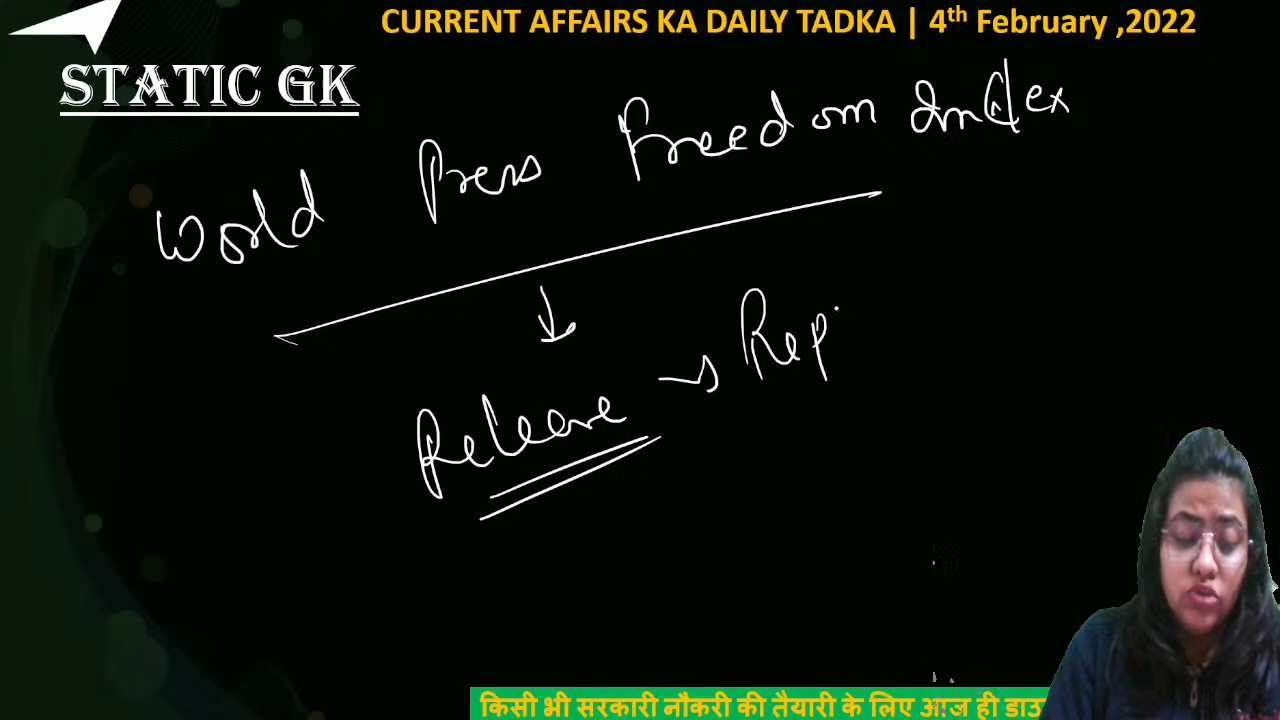 CURRENT AFFAIRS KA DAILY TADKA | 4th February ,2022
STATIC GK
World Press Freedom Index
Release → Rep
किसी भी सरकारी नौकरी की तैयारी के लिए आज ही डाउ